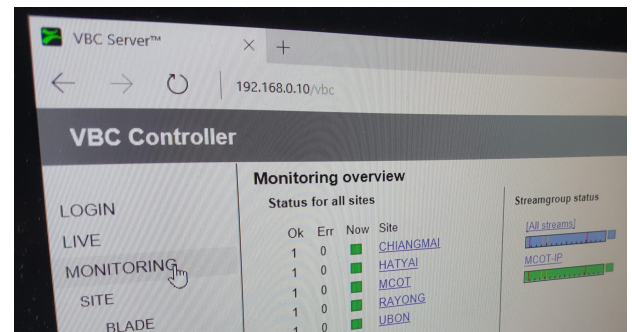 VBC Server™
192.168.0.10/vbc
VBC Controller
LOGIN
LIVE
MONITORING
SITE
BLADE
Monitoring overview
Status for all sites
Ok Err Now Site
1 0 CHIANGMAI
1 0 HATYAI
1 0 MCOT
1 0 RAYONG
1 0 UBON
Streamgroup status
[All streams]
MCOT-IP